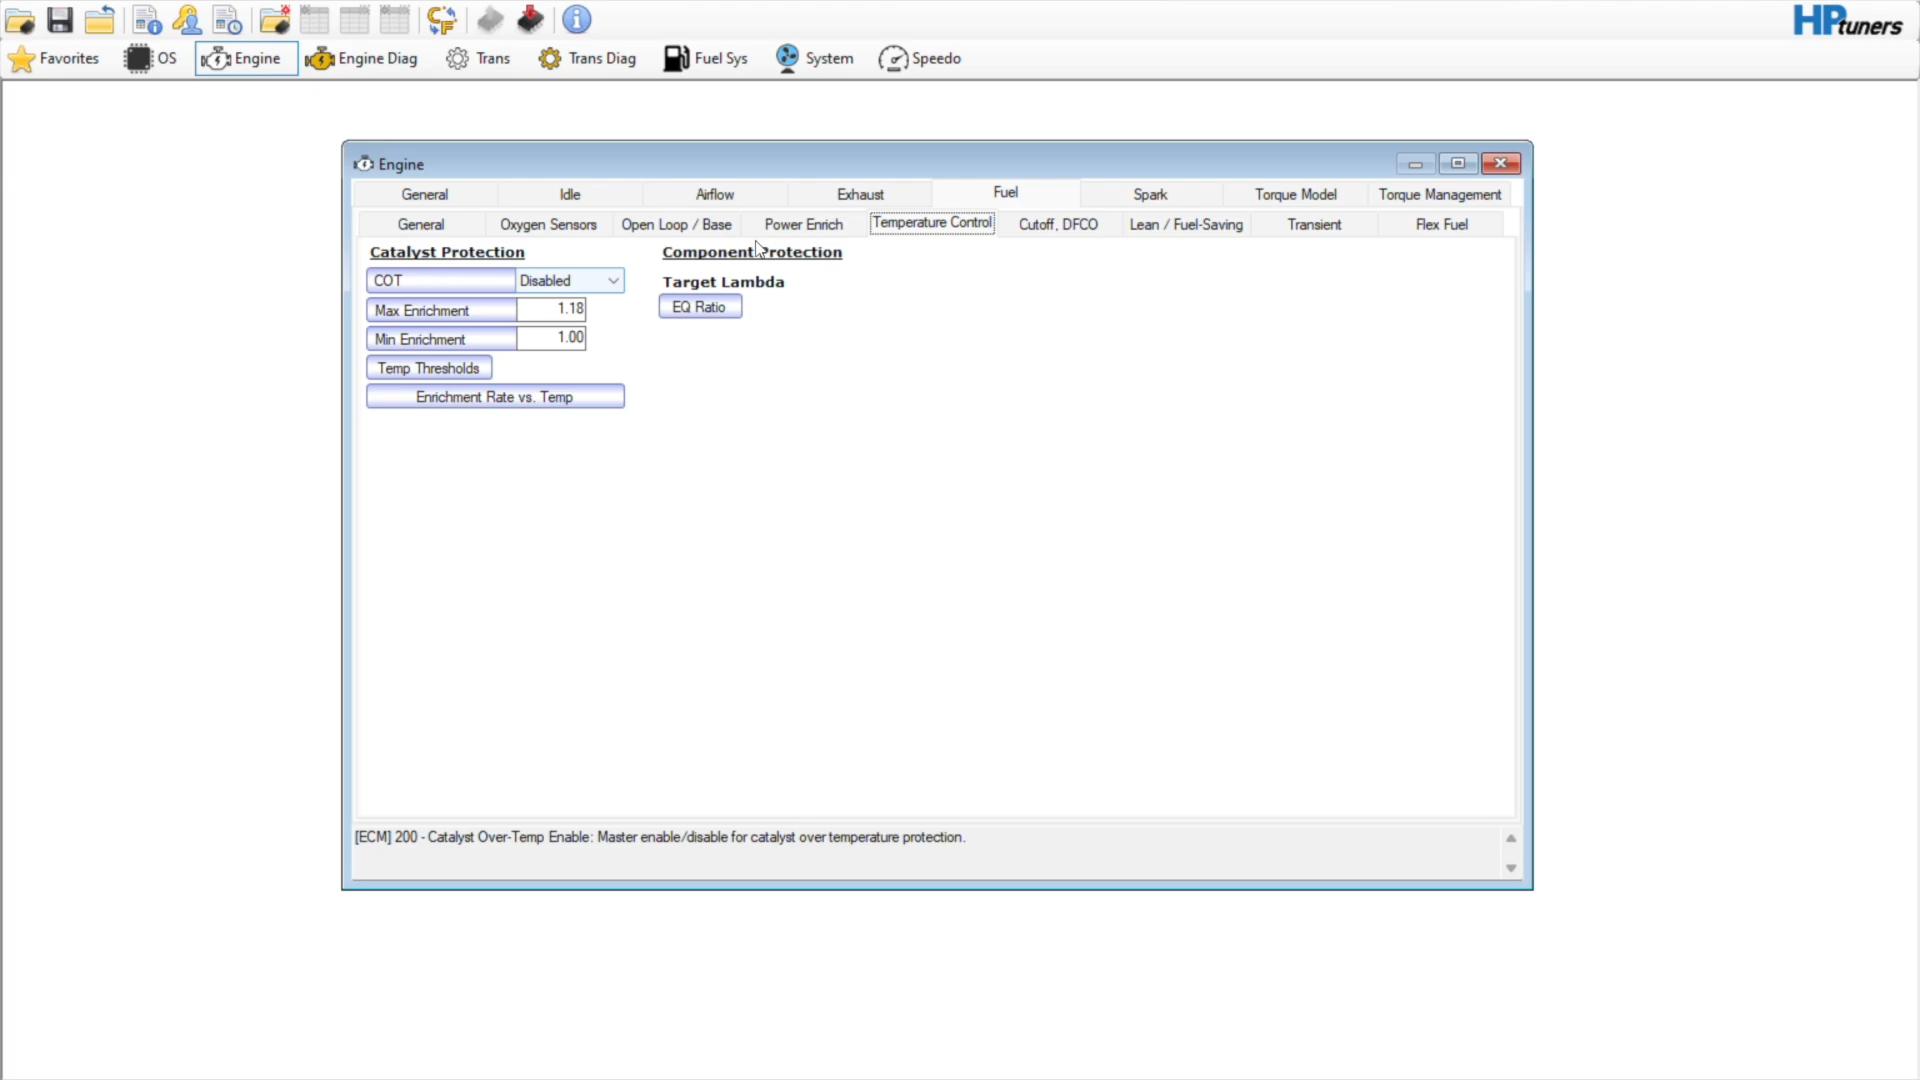 HPtuners
Favorites OS Engine Engine Diag Trans Trans Diag Fuel Sys System Speedo
Engine
General Idle Airflow Exhaust Fuel Spark Torque Model Torque Management
General Oxygen Sensors Open Loop / Base Power Enrich Temperature Control Cutoff, DFCO Lean / Fuel-Saving Transient Flex Fuel
Catalyst Protection Component Protection
COT Disabled Target Lambda
Max Enrichment 1.18 EQ Ratio
Min Enrichment 1.00
Temp Thresholds
Enrichment Rate vs. Temp
[ECM] 200 - Catalyst Over-Temp Enable: Master enable/disable for catalyst over temperature protection.